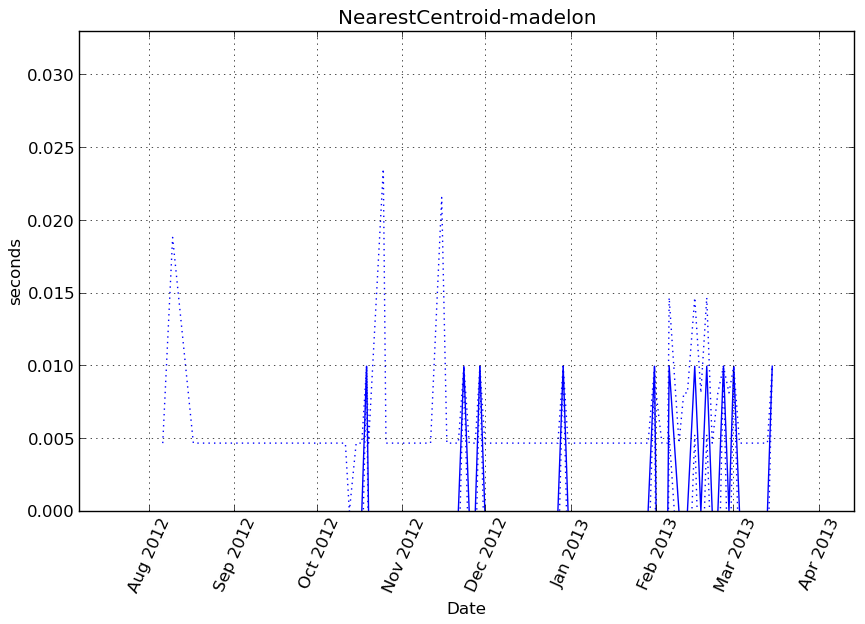 NearestCentroid-madelon
0.030
0.025
0.020
0.015
0.010
0.005
0.000
seconds
Aug 2012
Sep 2012
Oct 2012
Nov 2012
Dec 2012
Jan 2013
Feb 2013
Mar 2013
Apr 2013
Date